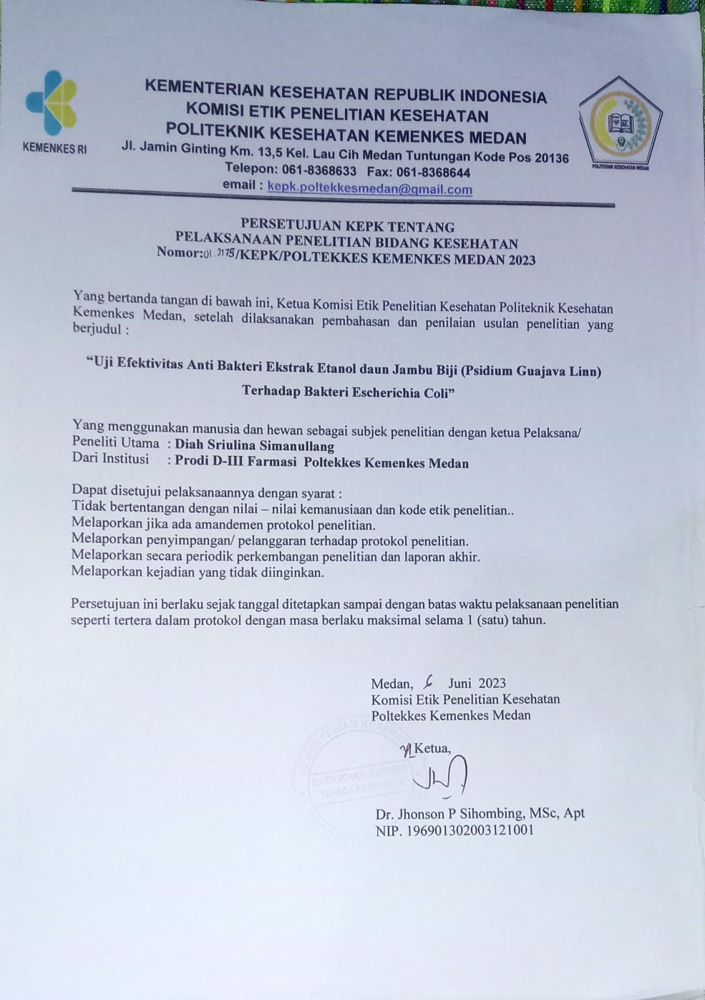 KEMENKES RI
KEMENTERIAN KESEHATAN REPUBLIK INDONESIA
KOMISI ETIK PENELITIAN KESEHATAN
POLITEKNIK KESEHATAN KEMENKES MEDAN
Jl. Jamin Ginting Km. 13,5 Kel. Lau Cih Medan Tuntungan Kode Pos 20136
Telepon: 061-8368633 Fax: 061-8368644
email : kepk.poltekkesmedan@gmail.com
POLITEKNIK KESEHATAN MEDAN
PERSETUJUAN KEPK TENTANG
PELAKSANAAN PENELITIAN BIDANG KESEHATAN
Nomor:01.2175/KEPK/POLTEKKES KEMENKES MEDAN 2023
Yang bertanda tangan di bawah ini, Ketua Komisi Etik Penelitian Kesehatan Politeknik Kesehatan
Kemenkes Medan, setelah dilaksanakan pembahasan dan penilaian usulan penelitian yang
berjudul :
“Uji Efektivitas Anti Bakteri Ekstrak Etanol daun Jambu Biji (Psidium Guajava Linn)
Terhadap Bakteri Escherichia Coli”
Yang menggunakan manusia dan hewan sebagai subjek penelitian dengan ketua Pelaksana/
Peneliti Utama : Diah Sriulina Simanullang
Dari Institusi : Prodi D-III Farmasi Poltekkes Kemenkes Medan
Dapat disetujui pelaksanaannya dengan syarat :
Tidak bertentangan dengan nilai – nilai kemanusiaan dan kode etik penelitian..
Melaporkan jika ada amandemen protokol penelitian.
Melaporkan penyimpangan/ pelanggaran terhadap protokol penelitian.
Melaporkan secara periodik perkembangan penelitian dan laporan akhir.
Melaporkan kejadian yang tidak diinginkan.
Persetujuan ini berlaku sejak tanggal ditetapkan sampai dengan batas waktu pelaksanaan penelitian
seperti tertera dalam protokol dengan masa berlaku maksimal selama 1 (satu) tahun.
Medan, 6 Juni 2023
Komisi Etik Penelitian Kesehatan
Poltekkes Kemenkes Medan
Ketua,
KEMENTERIAN KESEHATAN
DIREKTORAT JENDERAL
TENAGA KESEHATAN
REPUBLIK
Dr. Jhonson P Sihombing, MSc, Apt
NIP. 196901302003121001